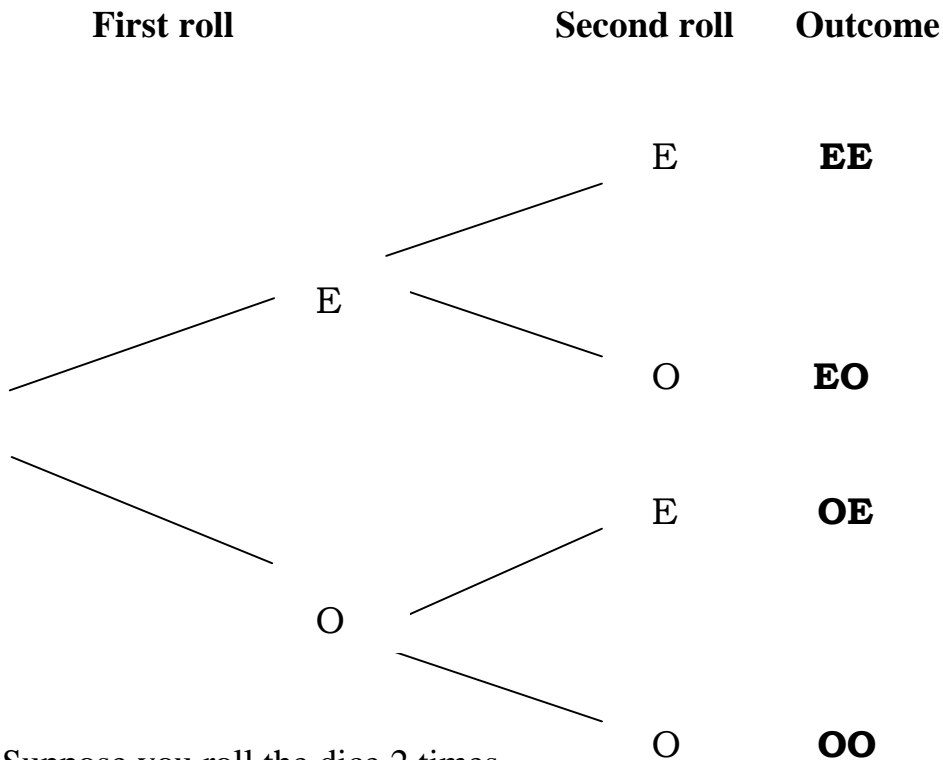 First roll Second roll Outcome
E EE
E
O EO
E OE
O
O OO
Suppose you roll the dice 2 times